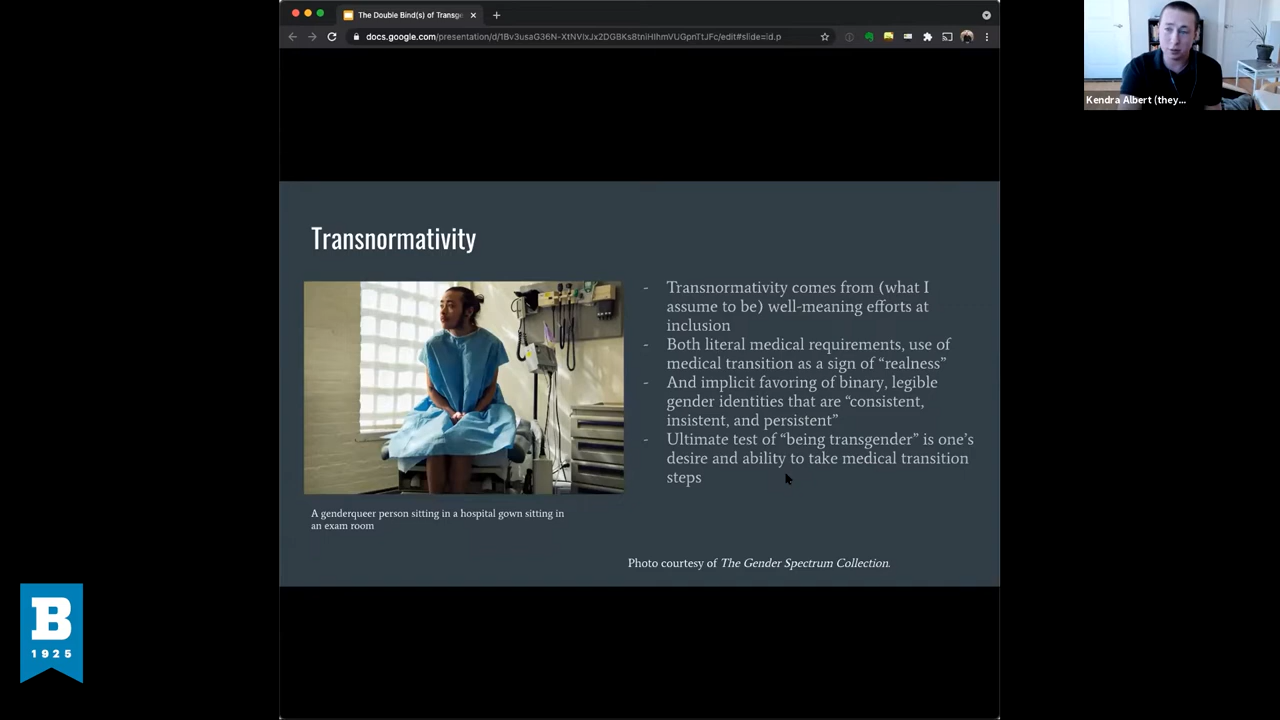 The Double Bind(s) of Transge
docs.google.com/presentation/d/1Bv3usaG36N-XtNVIxJx2DGBKs8tniHIhmVUGpnTtJFc/edit#slide=id.p
Kendra Albert (they...
Transnormativity
- Transnormativity comes from (what I
assume to be) well-meaning efforts at
inclusion
- Both literal medical requirements, use of
medical transition as a sign of “realness”
- And implicit favoring of binary, legible
gender identities that are “consistent,
insistent, and persistent”
- Ultimate test of “being transgender” is one’s
desire and ability to take medical transition
steps
A genderqueer person sitting in a hospital gown sitting in
an exam room
Photo courtesy of The Gender Spectrum Collection.
B
1925